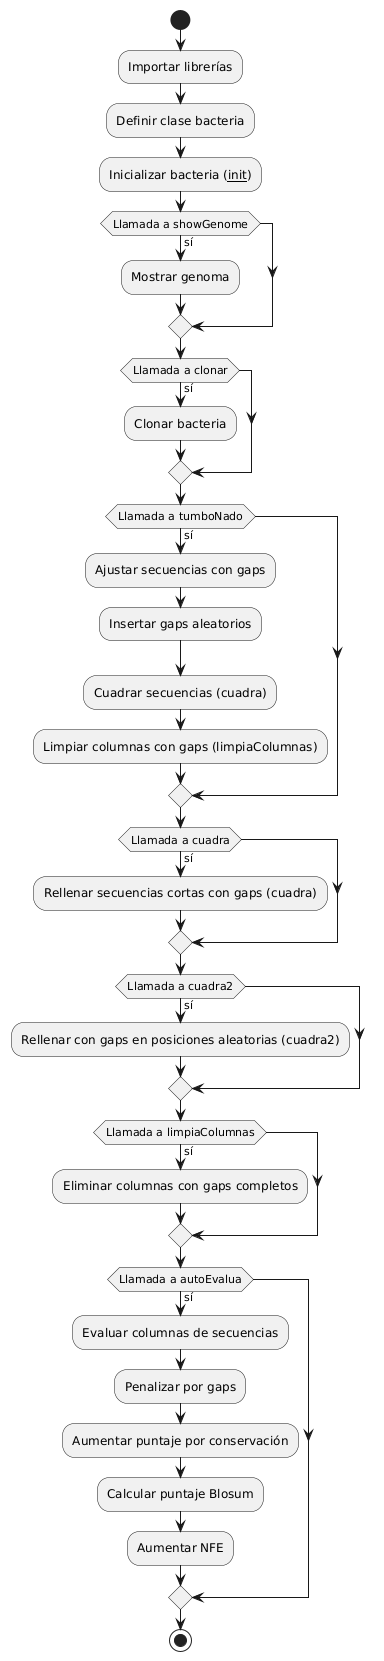 Importar librerías
Definir clase bacteria
Inicializar bacteria (init)
Llamada a showGenome
sí
Mostrar genoma
Llamada a clonar
sí
Clonar bacteria
Llamada a tumboNado
sí
Ajustar secuencias con gaps
Insertar gaps aleatorios
Cuadrar secuencias (cuadra)
Limpiar columnas con gaps (limpiaColumnas)
Llamada a cuadra
sí
Rellenar secuencias cortas con gaps (cuadra)
Llamada a cuadra2
sí
Rellenar con gaps en posiciones aleatorias (cuadra2)
Llamada a limpiaColumnas
sí
Eliminar columnas con gaps completos
Llamada a autoEvalua
sí
Evaluar columnas de secuencias
Penalizar por gaps
Aumentar puntaje por conservación
Calcular puntaje Blosum
Aumentar NFE